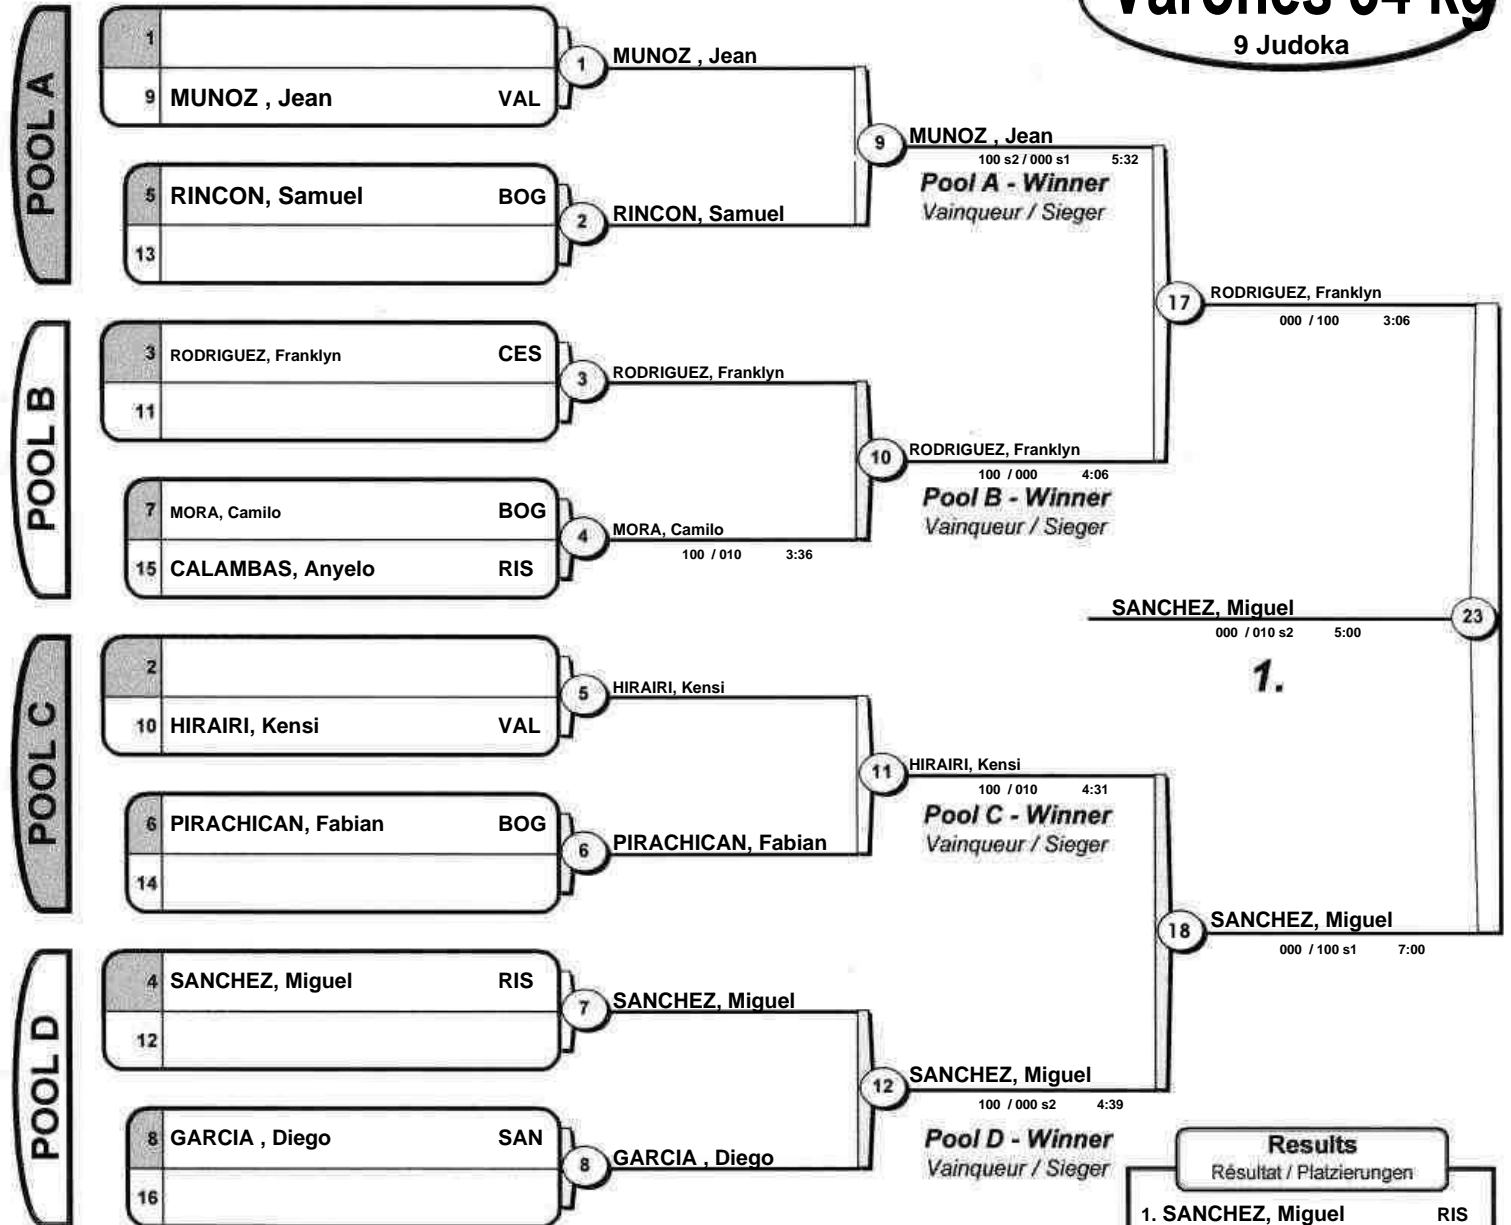 Varones 64 kg
9 Judoka
POOL A
1
9 MUNOZ , Jean VAL
1 MUNOZ , Jean
5 RINCON, Samuel BOG
13
2 RINCON, Samuel
9 MUNOZ , Jean
100 s2 / 000 s1 5:32
Pool A - Winner
Vainqueur / Sieger
POOL B
3 RODRIGUEZ, Franklyn CES
11
3 RODRIGUEZ, Franklyn
7 MORA, Camilo BOG
15 CALAMBAS, Anyelo RIS
4 MORA, Camilo
100 / 010 3:36
10 RODRIGUEZ, Franklyn
100 / 000 4:06
Pool B - Winner
Vainqueur / Sieger
17 RODRIGUEZ, Franklyn
000 / 100 3:06
SANCHEZ, Miguel 23
000 / 010 s2 5:00
1.
POOL C
2
10 HIRAIRI, Kensi VAL
5 HIRAIRI, Kensi
6 PIRACHICAN, Fabian BOG
14
6 PIRACHICAN, Fabian
11 HIRAIRI, Kensi
100 / 010 4:31
Pool C - Winner
Vainqueur / Sieger
18 SANCHEZ, Miguel
000 / 100 s1 7:00
POOL D
4 SANCHEZ, Miguel RIS
12
7 SANCHEZ, Miguel
8 GARCIA , Diego SAN
16
8 GARCIA , Diego
12 SANCHEZ, Miguel
100 / 000 s2 4:39
Pool D - Winner
Vainqueur / Sieger
Results
Résultat / Platzierungen
1. SANCHEZ, Miguel RIS